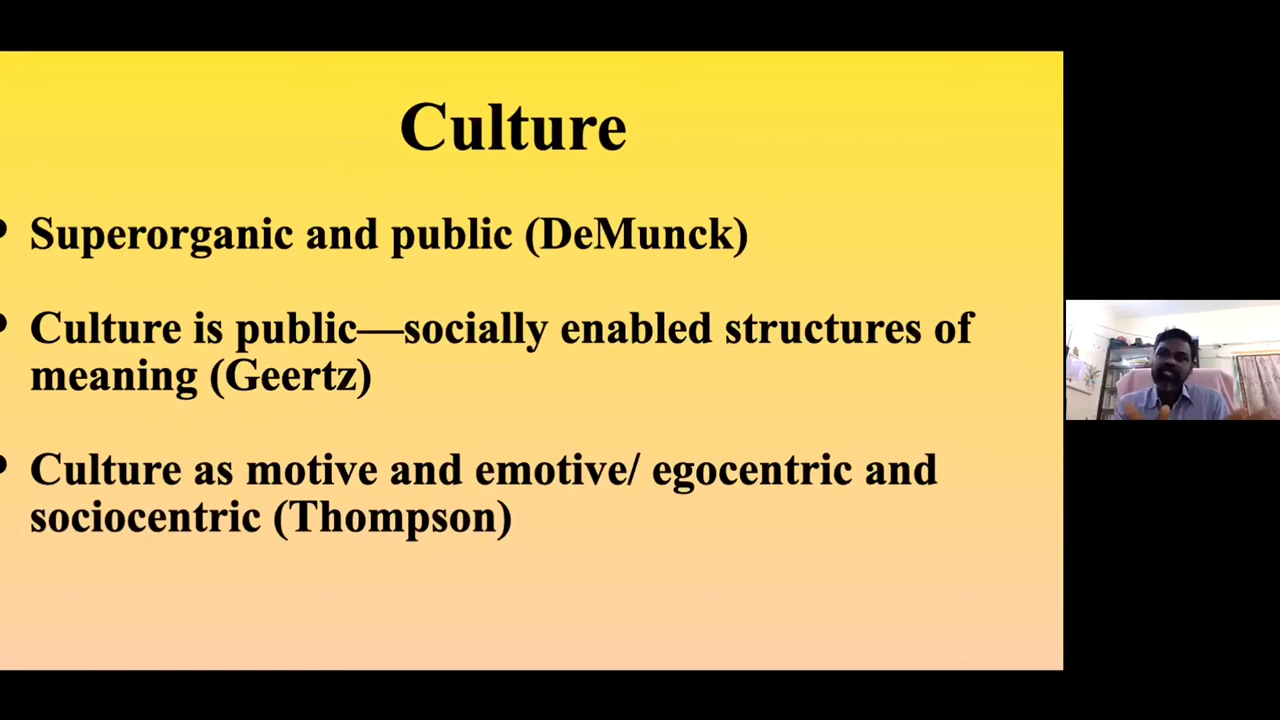 Culture
• Superorganic and public (DeMunck)
• Culture is public—socially enabled structures of
meaning (Geertz)
• Culture as motive and emotive/ egocentric and
sociocentric (Thompson)